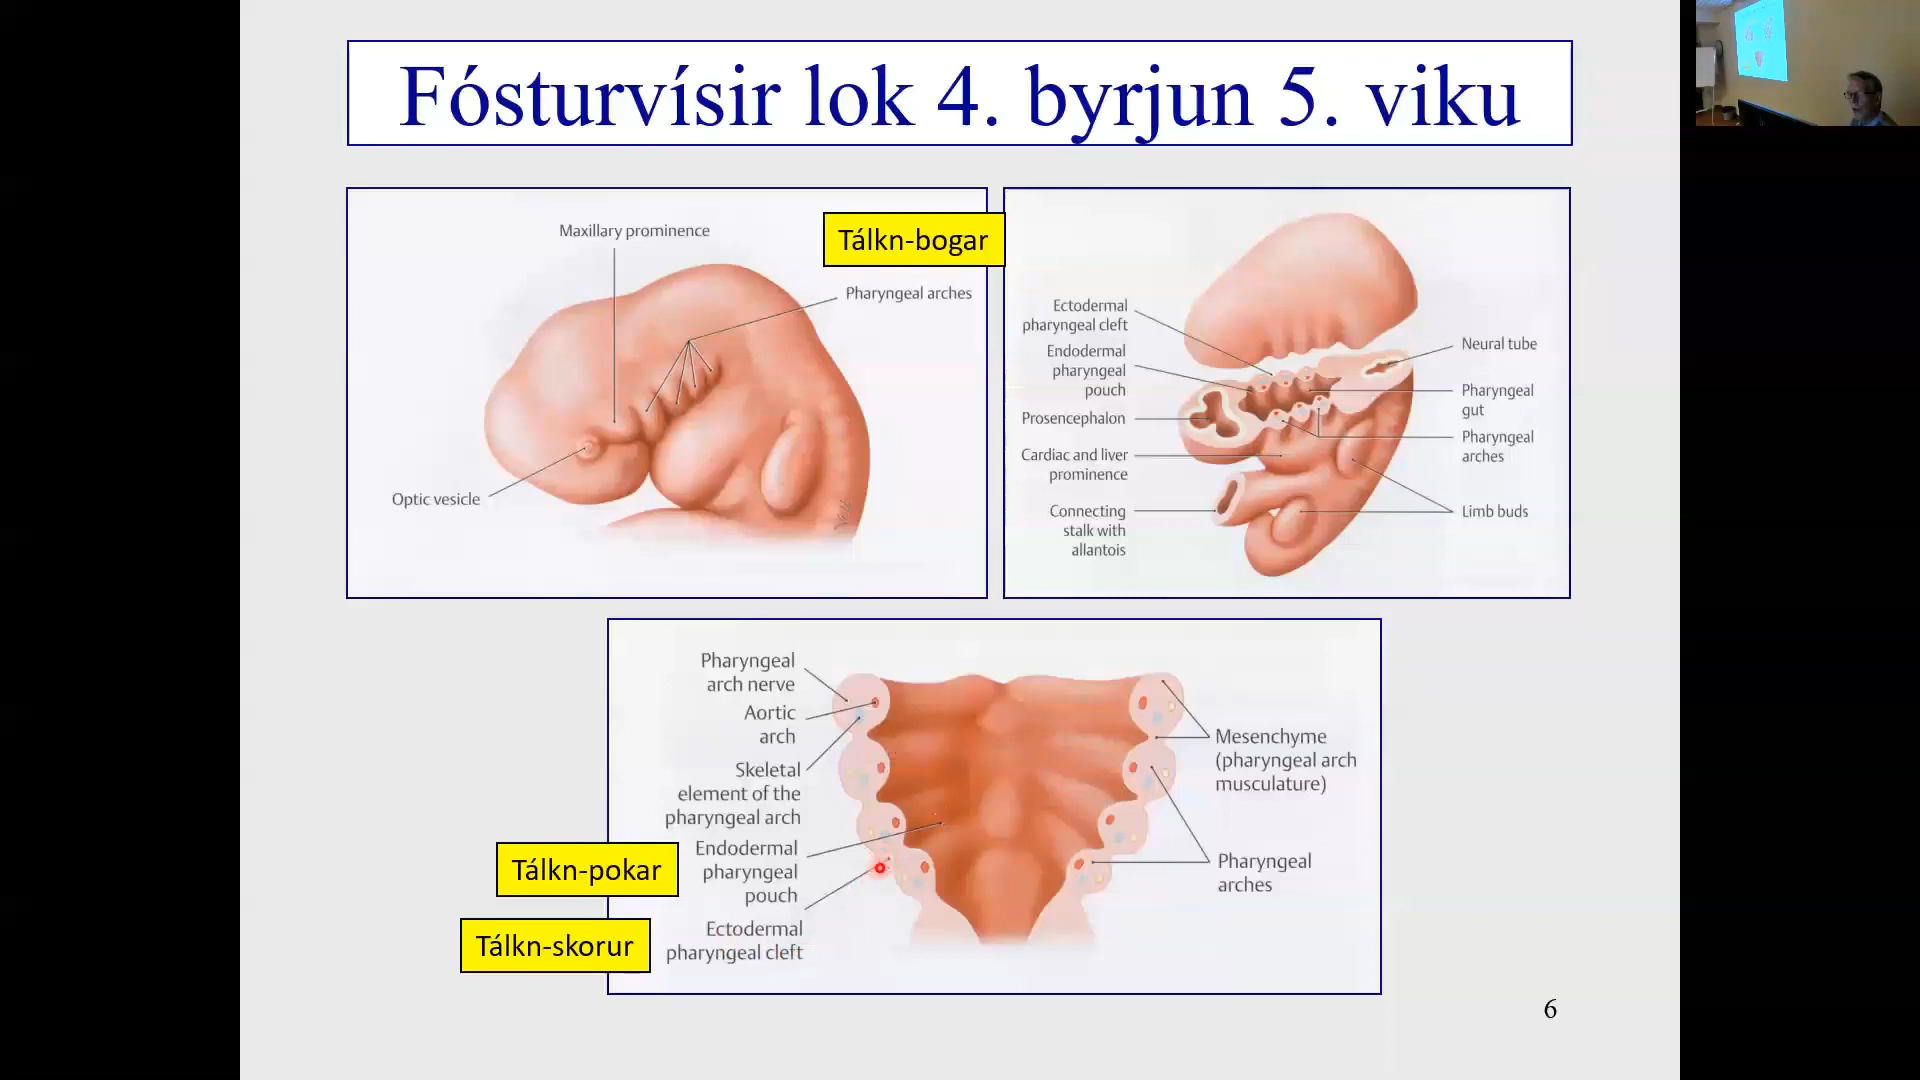 Fósturvísir lok 4. byrjun 5. viku
Maxillary prominence
Tálkn-bogar
Pharyngeal arches
Optic vesicle
Ectodermal
pharyngeal cleft
Endodermal
pharyngeal
pouch
Prosencephalon
Cardiac and liver
prominence
Connecting
stalk with
allantois
Neural tube
Pharyngeal
gut
Pharyngeal
arches
Limb buds
Pharyngeal
arch nerve
Aortic
arch
Skeletal
element of the
pharyngeal arch
Endodermal
pharyngeal
pouch
Ectodermal
pharyngeal cleft
Tálkn-pokar
Tálkn-skorur
Mesenchyme
(pharyngeal arch
musculature)
Pharyngeal
arches
6